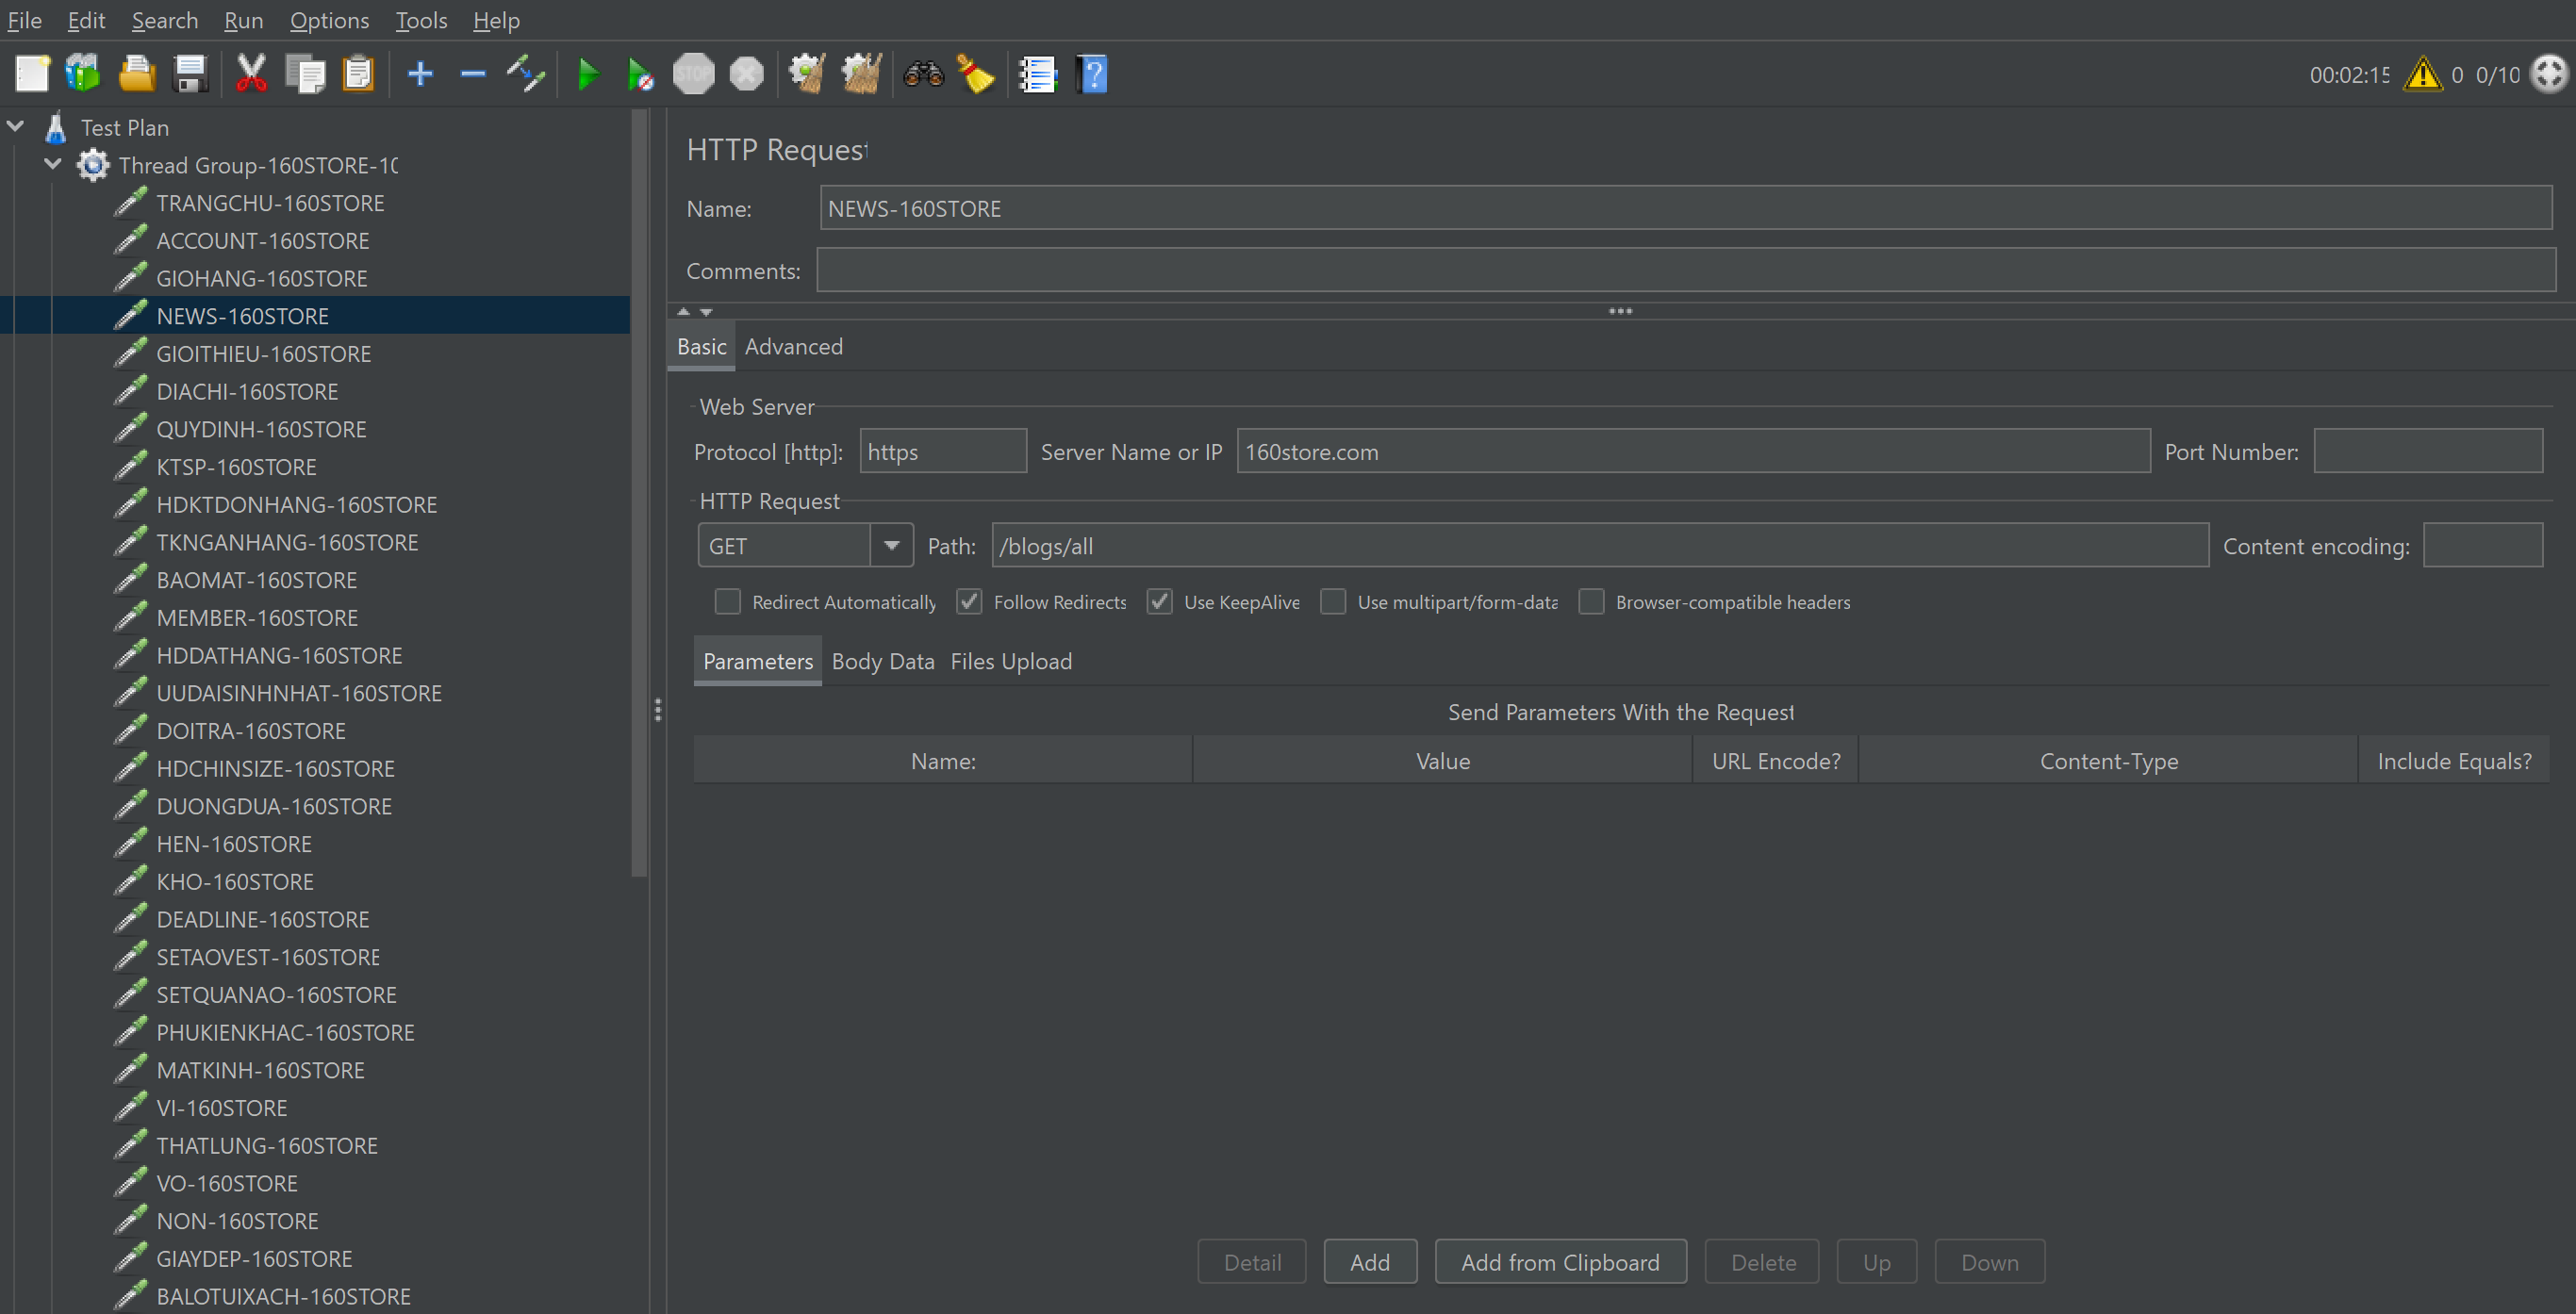 File Edit Search Run Options Tools Help
STOP
00:02:15 0 0/10
Test Plan
Thread Group-160STORE-10
TRANGCHU-160STORE
ACCOUNT-160STORE
GIOHANG-160STORE
NEWS-160STORE
GIOITHIEU-160STORE
DIACHI-160STORE
QUYDINH-160STORE
KTSP-160STORE
HDKTDONHANG-160STORE
TKNGANHANG-160STORE
BAOMAT-160STORE
MEMBER-160STORE
HDDATHANG-160STORE
UUDAISINHNHAT-160STORE
DOITRA-160STORE
HDCHINSIZE-160STORE
DUONGDUA-160STORE
HEN-160STORE
KHO-160STORE
DEADLINE-160STORE
SETAOVEST-160STORE
SETQUANAO-160STORE
PHUKIENKHAC-160STORE
MATKINH-160STORE
VI-160STORE
THATLUNG-160STORE
VO-160STORE
NON-160STORE
GIAYDEP-160STORE
BALOTUIXACH-160STORE
HTTP Request
Name: NEWS-160STORE
Comments:
Basic Advanced
Web Server
Protocol [http]: https Server Name or IP 160store.com Port Number:
HTTP Request
GET Path: /blogs/all Content encoding:
Redirect Automatically Follow Redirects Use KeepAlive Use multipart/form-data Browser-compatible headers
Parameters Body Data Files Upload
Send Parameters With the Request
Name: Value URL Encode? Content-Type Include Equals?
Detail Add Add from Clipboard Delete Up Down